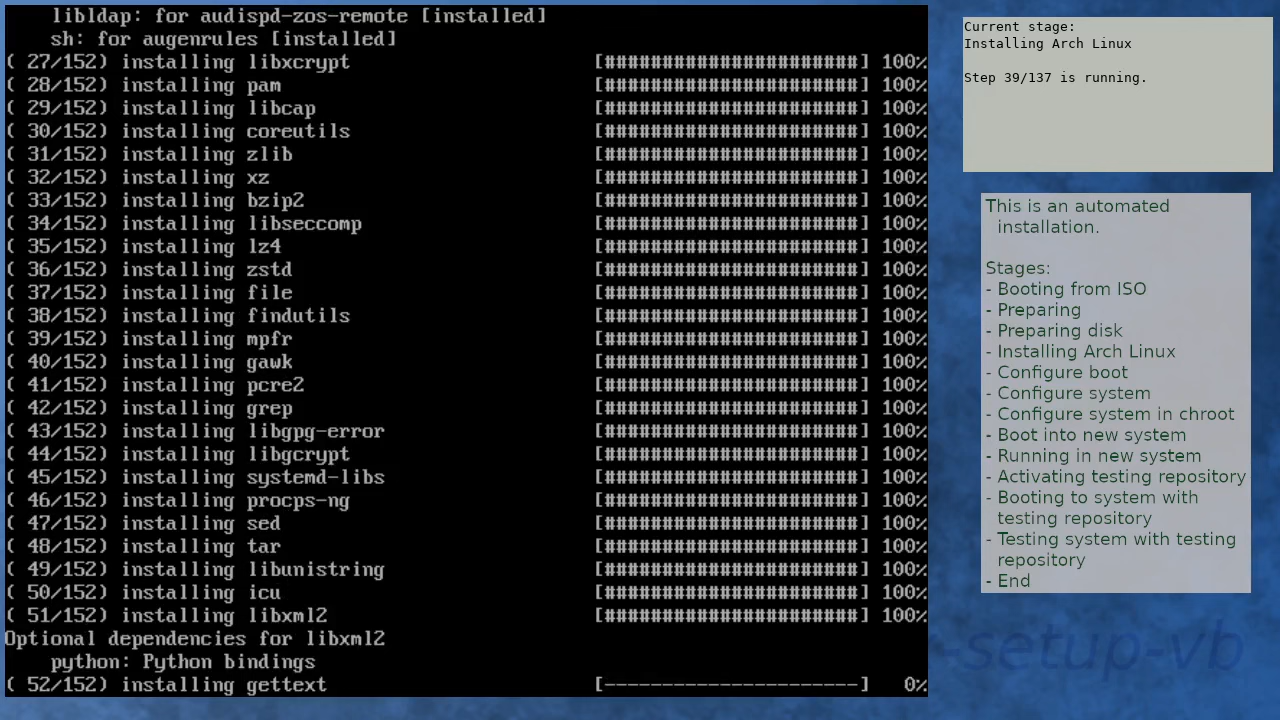 libldap: for audispd-zos-remote [installed]
    sh: for augenrules [installed]
( 27/152) installing libxcrypt [######################] 100%
( 28/152) installing pam [######################] 100%
( 29/152) installing libcap [######################] 100%
( 30/152) installing coreutils [######################] 100%
( 31/152) installing zlib [######################] 100%
( 32/152) installing xz [######################] 100%
( 33/152) installing bzip2 [######################] 100%
( 34/152) installing libseccomp [######################] 100%
( 35/152) installing lz4 [######################] 100%
( 36/152) installing zstd [######################] 100%
( 37/152) installing file [######################] 100%
( 38/152) installing findutils [######################] 100%
( 39/152) installing mpfr [######################] 100%
( 40/152) installing gawk [######################] 100%
( 41/152) installing pcre2 [######################] 100%
( 42/152) installing grep [######################] 100%
( 43/152) installing libgpg-error [######################] 100%
( 44/152) installing libgcrypt [######################] 100%
( 45/152) installing systemd-libs [######################] 100%
( 46/152) installing procps-ng [######################] 100%
( 47/152) installing sed [######################] 100%
( 48/152) installing tar [######################] 100%
( 49/152) installing libunistring [######################] 100%
( 50/152) installing icu [######################] 100%
( 51/152) installing libxml2 [######################] 100%
Optional dependencies for libxml2
    python: Python bindings
( 52/152) installing gettext [----------------------] 0%
Current stage:
Installing Arch Linux
Step 39/137 is running.
This is an automated
installation.
Stages:
- Booting from ISO
- Preparing
- Preparing disk
- Installing Arch Linux
- Configure boot
- Configure system
- Configure system in chroot
- Boot into new system
- Running in new system
- Activating testing repository
- Booting to system with
testing repository
- Testing system with testing
repository
- End
-setup-vb